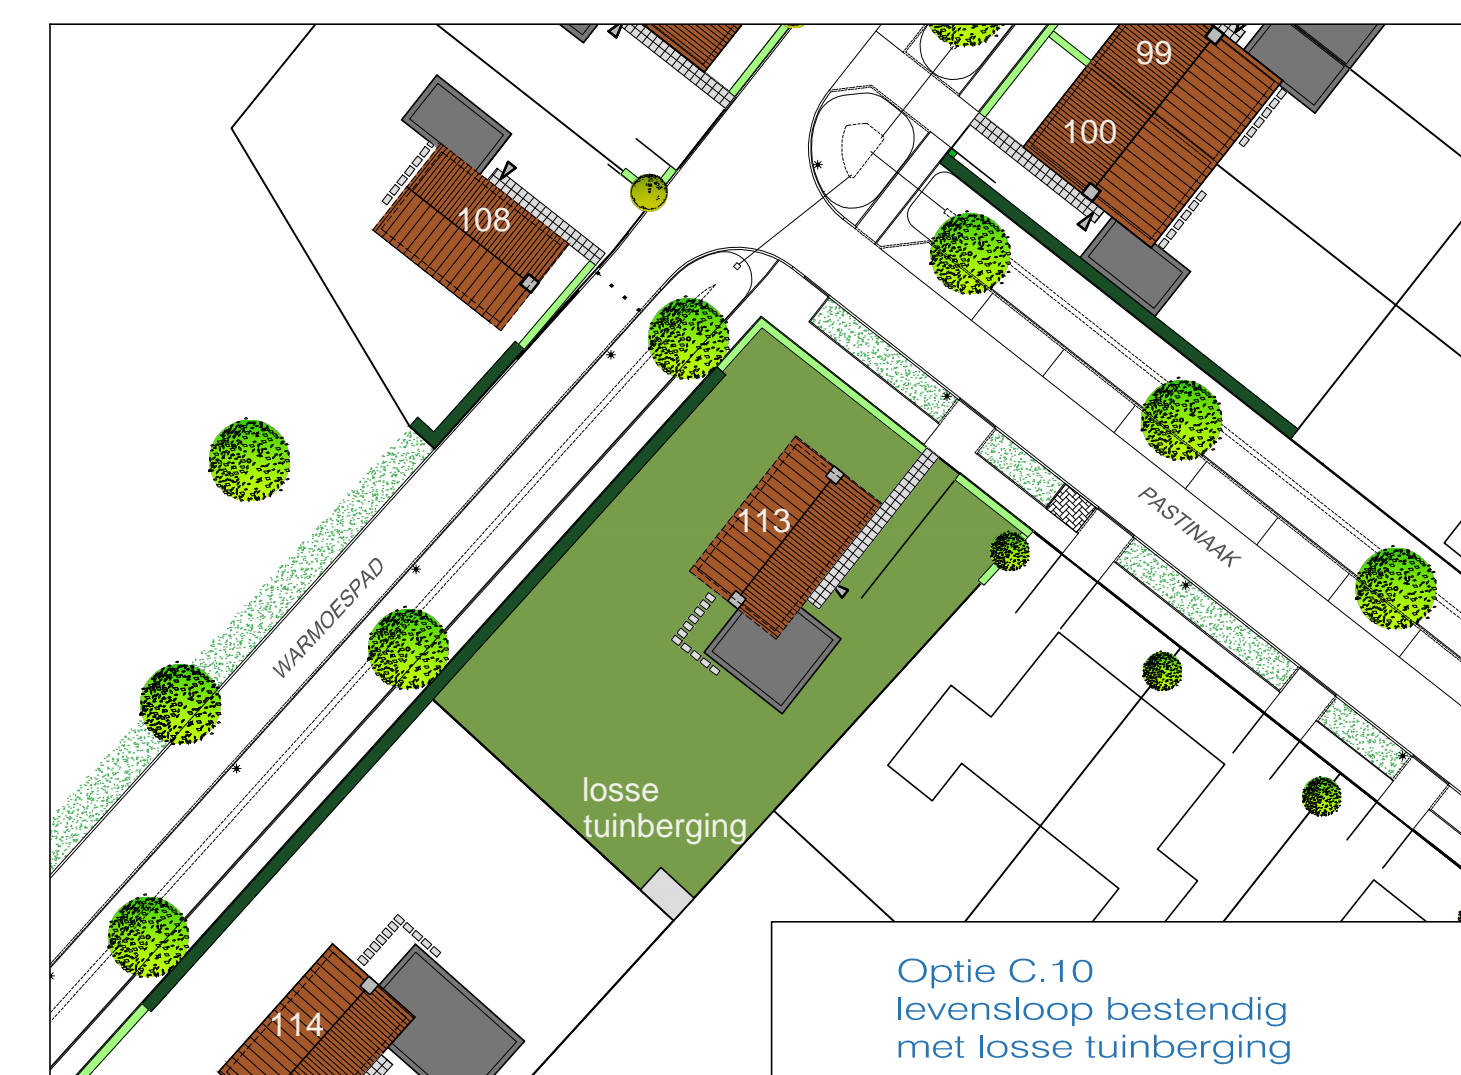 99
100
108
113
PASTINAAK
WARMOESPAD
losse
tuinberging
114
Optie C.10
levensloop bestendig
met losse tuinberging